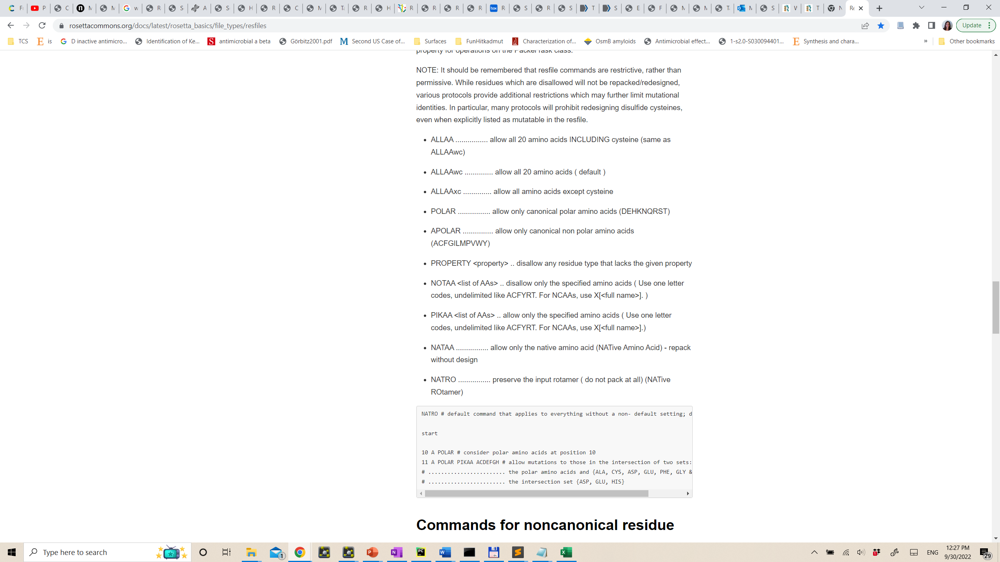 F
P
C
M
M
w
R
S
A
S
H
R
C
M
T
R
H
R
R
R
R
R
S
R
S
T
S
E
F
M
M
T
M
S
W
T
N
Re
rosettacommons.org/docs/latest/rosetta_basics/file_types/resfiles
Update
TCS
is
D inactive antimicro...
Identification of Ke...
antimicrobial a beta
Görbitz2001.pdf
Second US Case of...
Surfaces
FunHitkadmut
Characterization of...
OsmB amyloids
Antimicrobial effect...
1-s2.0-S030094401...
Synthesis and chara...
»
Other bookmarks
property for operations on the PackerTask class.
NOTE: It should be remembered that resfile commands are restrictive, rather than
permissive. While residues which are disallowed will not be repacked/redesigned,
various protocols provide additional restrictions which may further limit mutational
identities. In particular, many protocols will prohibit redesigning disulfide cysteines,
even when explicitly listed as mutatable in the resfile.
• ALLAA ................ allow all 20 amino acids INCLUDING cysteine (same as
ALLAAwc)
• ALLAAwc .............. allow all 20 amino acids ( default )
• ALLAAxc .............. allow all amino acids except cysteine
• POLAR ................ allow only canonical polar amino acids (DEHKNQRST)
• APOLAR ............... allow only canonical non polar amino acids
(ACFGILMPVWY)
• PROPERTY <property> .. disallow any residue type that lacks the given property
• NOTAA <list of AAs> .. disallow only the specified amino acids ( Use one letter
codes, undelimited like ACFYRT. For NCAAs, use X[<full name>]. )
• PIKAA <list of AAs> .. allow only the specified amino acids ( Use one letter
codes, undelimited like ACFYRT. For NCAAs, use X[<full name>].)
• NATAA ................ allow only the native amino acid (NATive Amino Acid) - repack
without design
• NATRO ................ preserve the input rotamer ( do not pack at all) (NATive
ROtamer)
NATRO # default command that applies to everything without a non- default setting; d
start
10 A POLAR # consider polar amino acids at position 10
11 A POLAR PIKAA ACDEFGH # allow mutations to those in the intersection of two sets:
# ........................ the polar amino acids and {ALA, CYS, ASP, GLU, PHE, GLY &
# ........................ the intersection set {ASP, GLU, HIS}
Commands for noncanonical residue
Type here to search
1
ENG
12:27 PM
9/30/2022
29